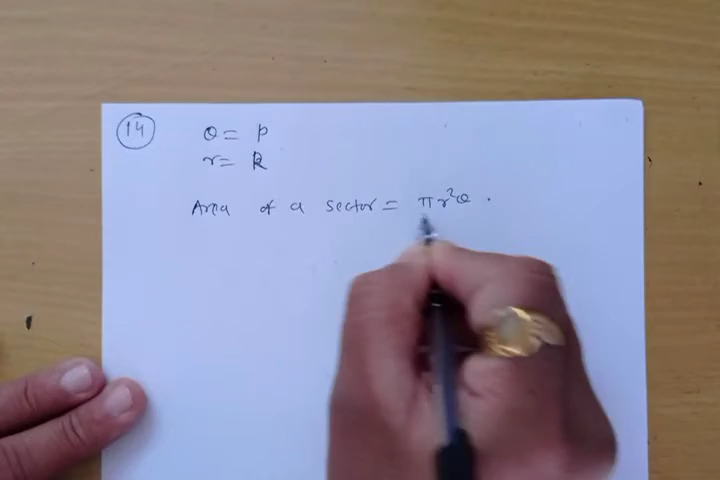 14
θ = p
r = R
Area of a sector = πr²θ.